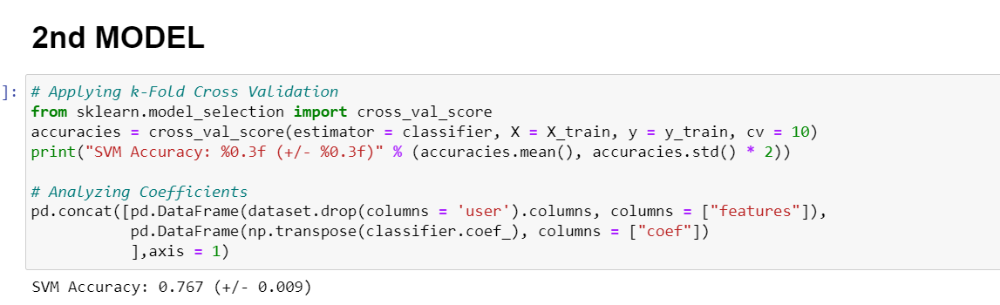 2nd MODEL
]: # Applying k-Fold Cross Validation
from sklearn.model_selection import cross_val_score
accuracies = cross_val_score(estimator = classifier, X = X_train, y = y_train, cv = 10)
print("SVM Accuracy: %0.3f (+/- %0.3f)" % (accuracies.mean(), accuracies.std() * 2))
# Analyzing Coefficients
pd.concat([pd.DataFrame(dataset.drop(columns = 'user').columns, columns = ["features"]),
pd.DataFrame(np.transpose(classifier.coef_), columns = ["coef"])
],axis = 1)
SVM Accuracy: 0.767 (+/- 0.009)